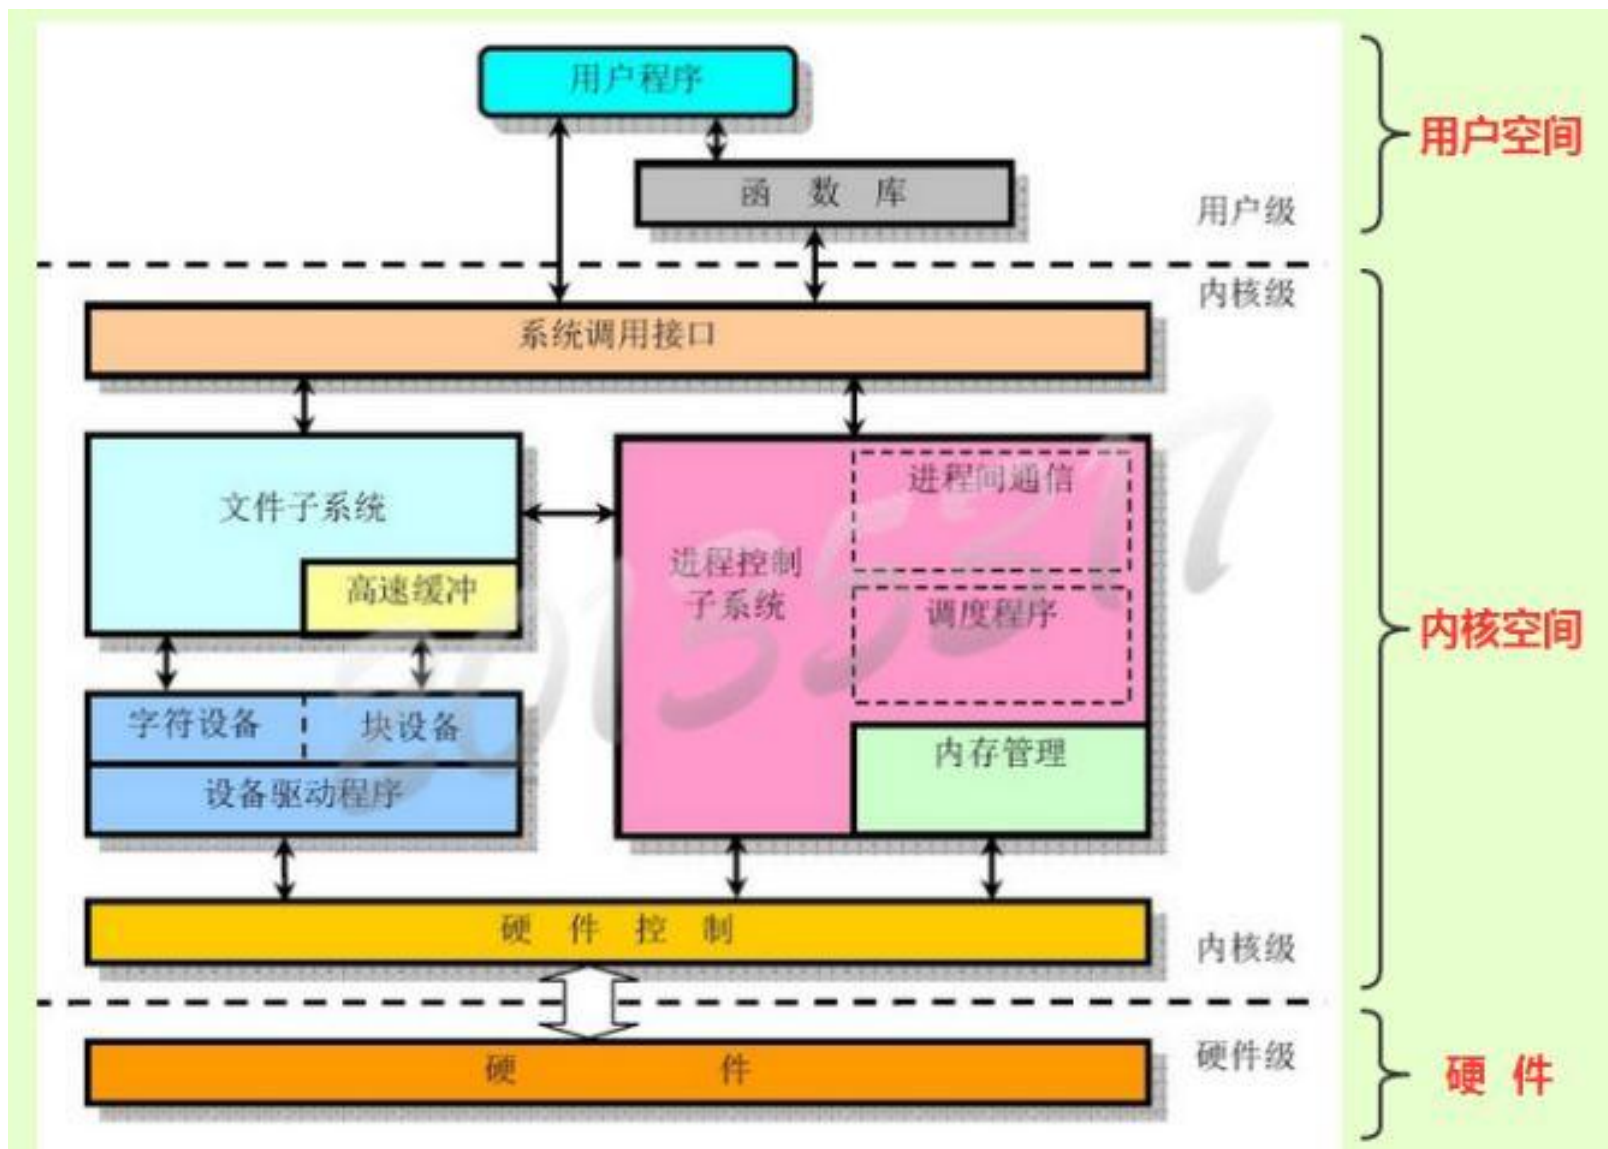 用户程序
用户空间
函 数 库
用户级
内核级
系统调用接口
进程间通信
文件子系统
进程控制
子系统
高速缓冲
调度程序
内核空间
字符设备
块设备
内存管理
设备驱动程序
硬 件 控 制
内核级
硬 件
硬件级
硬 件
20135217